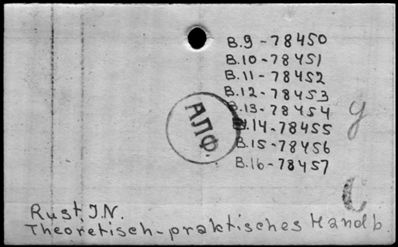 B.9-78450
B.10-78451
B.11-78452
B.12-78453
B.13-78454
B.14-78455
B.15-78456
B.16-78457
АЛФ.
Rust, J.N.
Theoretisch-praktisches Handb.